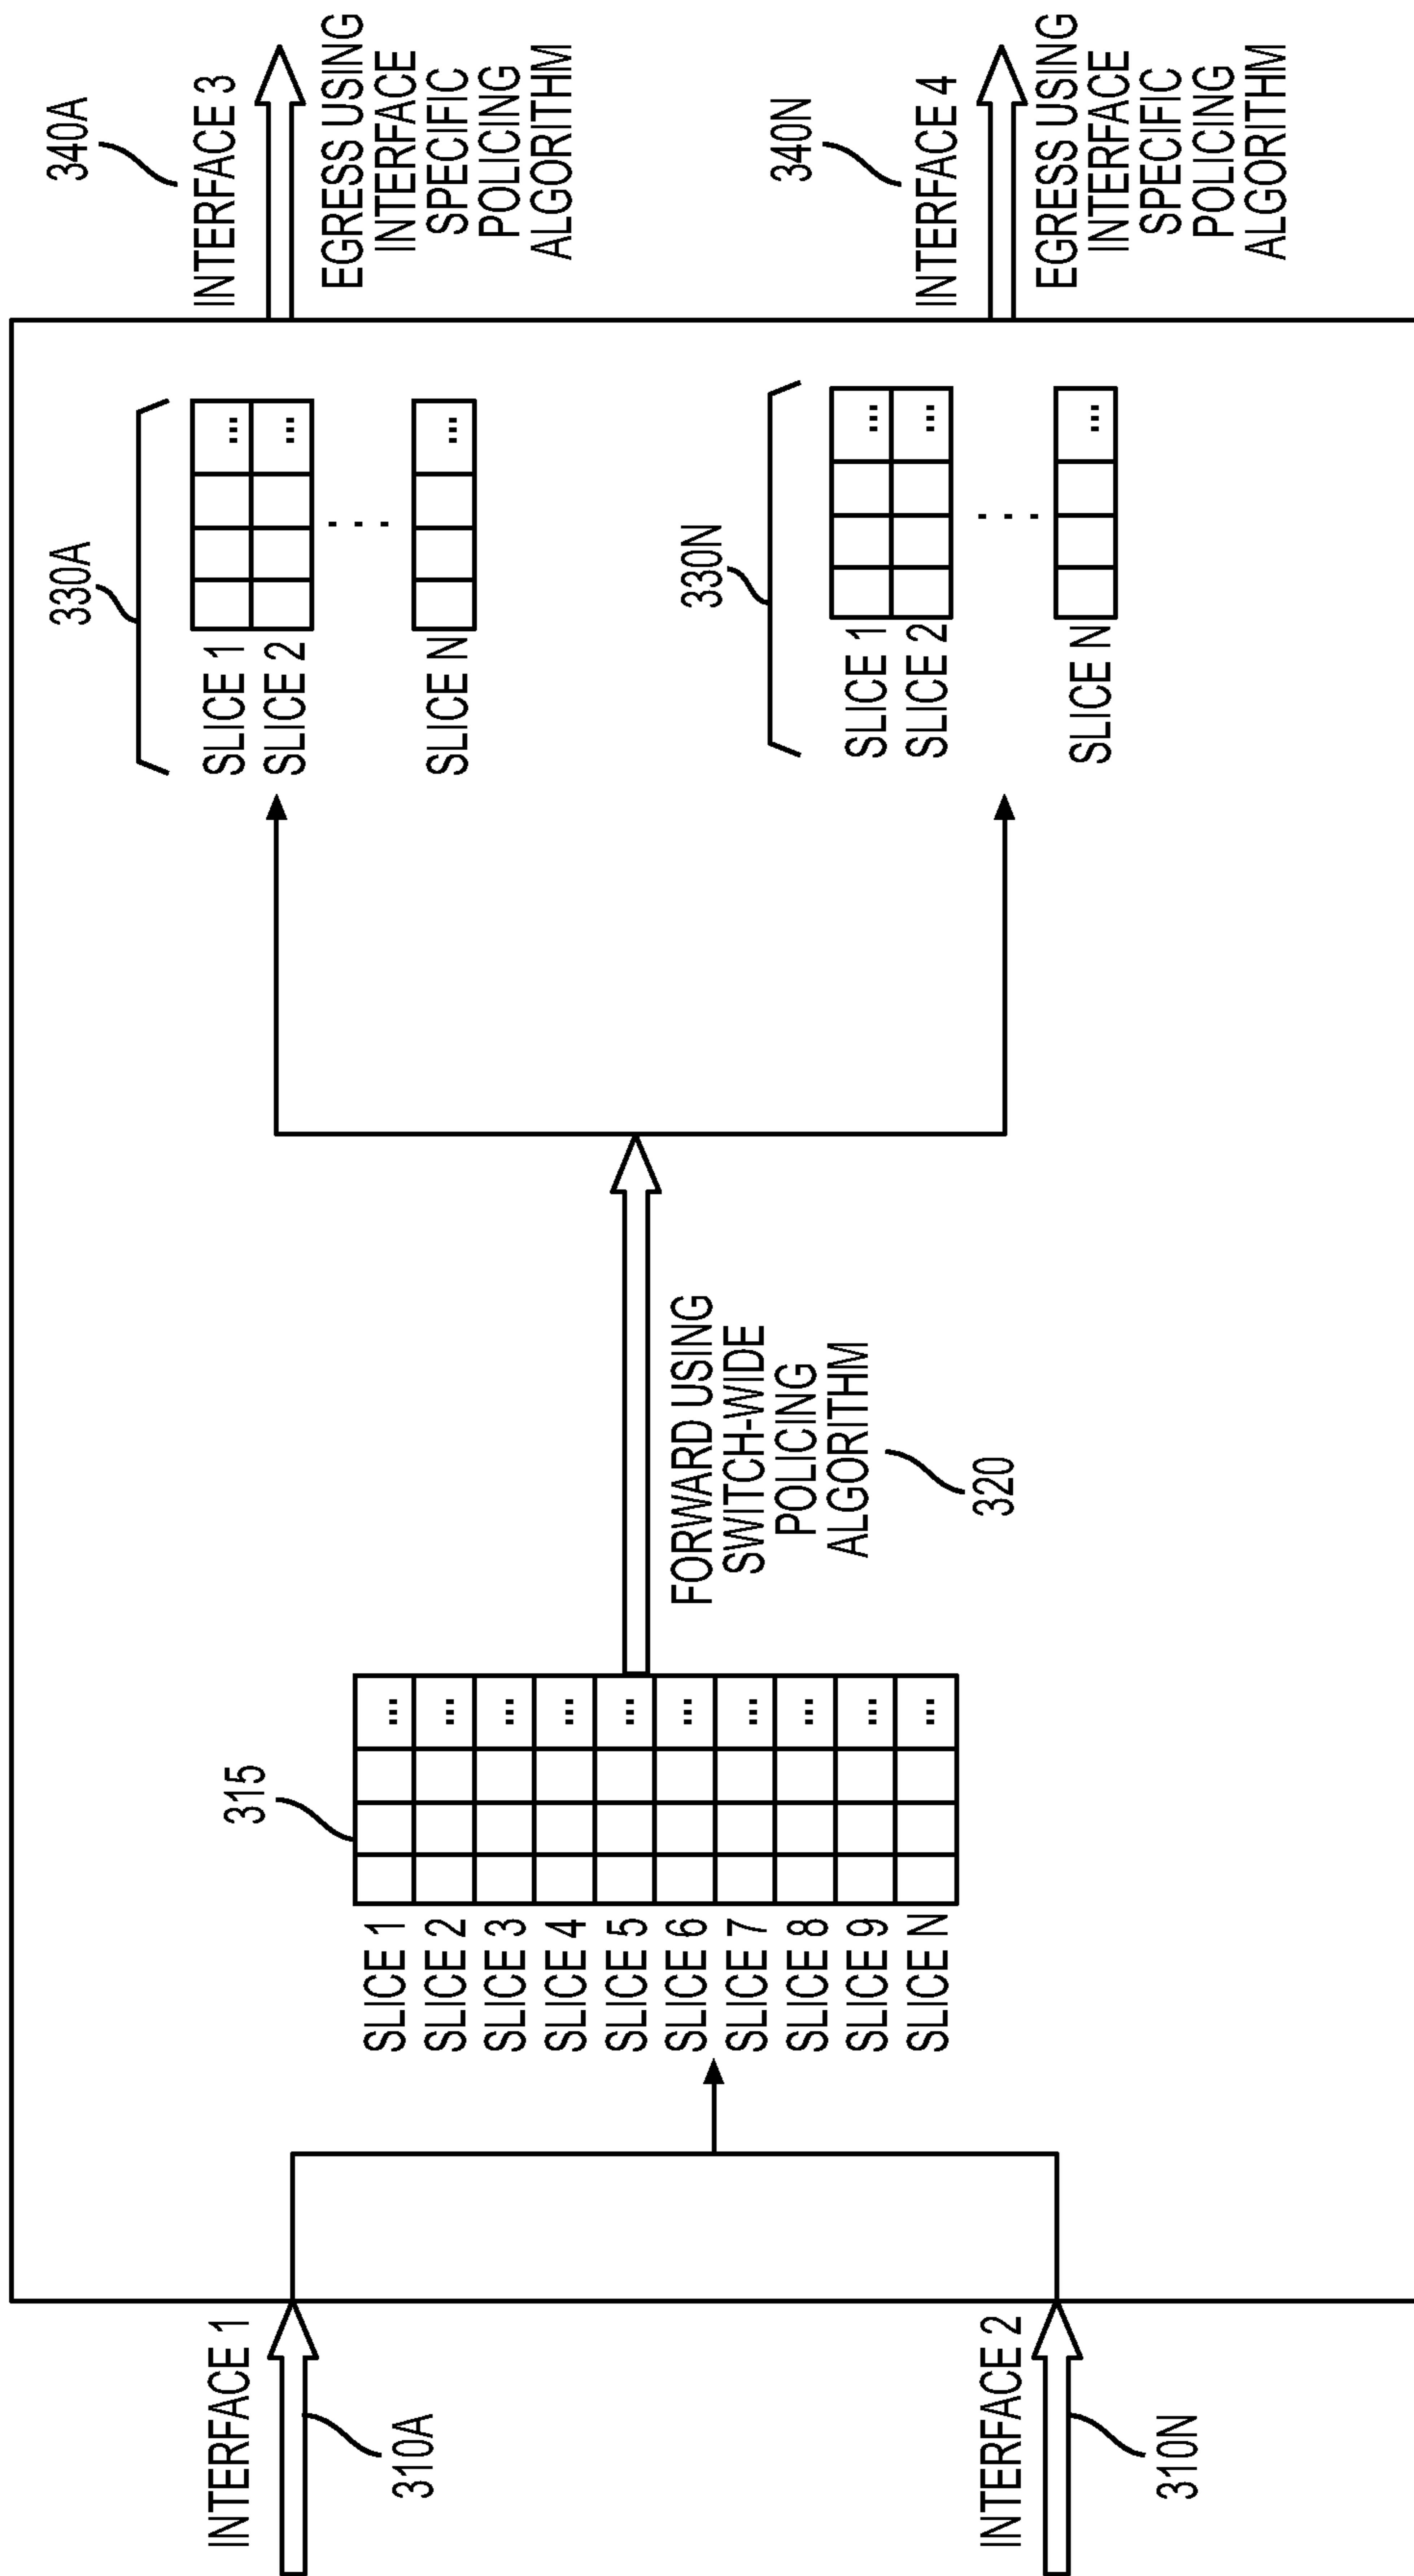 INTERFACE 1
310A
INTERFACE 2
310N
315
SLICE 1 ...
SLICE 2 ...
SLICE 3 ...
SLICE 4 ...
SLICE 5 ...
SLICE 6 ...
SLICE 7 ...
SLICE 8 ...
SLICE 9 ...
SLICE N ...
FORWARD USING
SWITCH-WIDE
POLICING
ALGORITHM
320
330A
SLICE 1 ...
SLICE 2 ...
. . .
SLICE N ...
330N
SLICE 1 ...
SLICE 2 ...
. . .
SLICE N ...
340A
INTERFACE 3
EGRESS USING
INTERFACE
SPECIFIC
POLICING
ALGORITHM
340N
INTERFACE 4
EGRESS USING
INTERFACE
SPECIFIC
POLICING
ALGORITHM